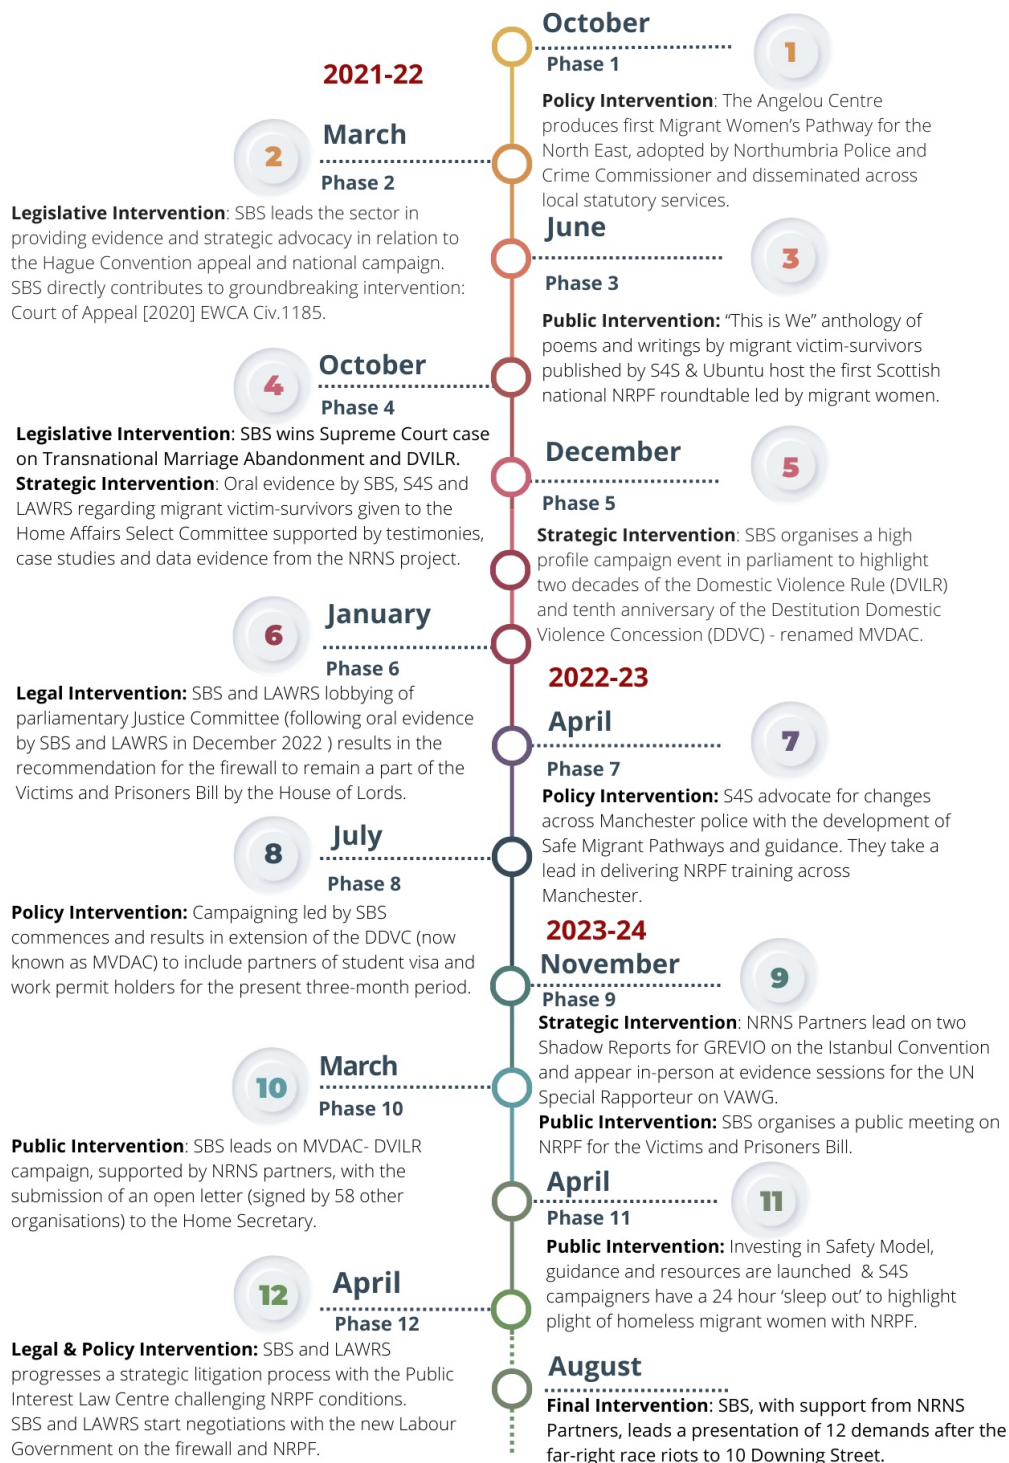 October
1
Phase 1
2021-22
Policy Intervention: The Angelou Centre
produces first Migrant Women's Pathway for the
North East, adopted by Northumbria Police and
Crime Commissioner and disseminated across
local statutory services.
March
2
Phase 2
Legislative Intervention: SBS leads the sector in
providing evidence and strategic advocacy in relation to
the Hague Convention appeal and national campaign.
SBS directly contributes to groundbreaking intervention:
Court of Appeal [2020] EWCA Civ.1185.
June
3
Phase 3
Public Intervention: “This is We” anthology of
poems and writings by migrant victim-survivors
published by S4S & Ubuntu host the first Scottish
national NRPF roundtable led by migrant women.
October
4
Phase 4
Legislative Intervention: SBS wins Supreme Court case
on Transnational Marriage Abandonment and DVILR.
Strategic Intervention: Oral evidence by SBS, S4S and
LAWRS regarding migrant victim-survivors given to the
Home Affairs Select Committee supported by testimonies,
case studies and data evidence from the NRNS project.
December
5
Phase 5
Strategic Intervention: SBS organises a high
profile campaign event in parliament to highlight
two decades of the Domestic Violence Rule (DVILR)
and tenth anniversary of the Destitution Domestic
Violence Concession (DDVC) - renamed MVDAC.
January
6
Phase 6
Legal Intervention: SBS and LAWRS lobbying of
parliamentary Justice Committee (following oral evidence
by SBS and LAWRS in December 2022 ) results in the
recommendation for the firewall to remain a part of the
Victims and Prisoners Bill by the House of Lords.
2022-23
April
7
Phase 7
Policy Intervention: S4S advocate for changes
across Manchester police with the development of
Safe Migrant Pathways and guidance. They take a
lead in delivering NRPF training across
Manchester.
July
8
Phase 8
Policy Intervention: Campaigning led by SBS
commences and results in extension of the DDVC (now
known as MVDAC) to include partners of student visa and
work permit holders for the present three-month period.
2023-24
November
9
Phase 9
Strategic Intervention: NRNS Partners lead on two
Shadow Reports for GREVIO on the Istanbul Convention
and appear in-person at evidence sessions for the UN
Special Rapporteur on VAWG.
Public Intervention: SBS organises a public meeting on
NRPF for the Victims and Prisoners Bill.
March
10
Phase 10
Public Intervention: SBS leads on MVDAC- DVILR
campaign, supported by NRNS partners, with the
submission of an open letter (signed by 58 other
organisations) to the Home Secretary.
April
11
Phase 11
Public Intervention: Investing in Safety Model,
guidance and resources are launched & S4S
campaigners have a 24 hour ‘sleep out’ to highlight
plight of homeless migrant women with NRPF.
April
12
Phase 12
Legal & Policy Intervention: SBS and LAWRS
progresses a strategic litigation process with the Public
Interest Law Centre challenging NRPF conditions.
SBS and LAWRS start negotiations with the new Labour
Government on the firewall and NRPF.
August
Final Intervention: SBS, with support from NRNS
Partners, leads a presentation of 12 demands after the
far-right race riots to 10 Downing Street.